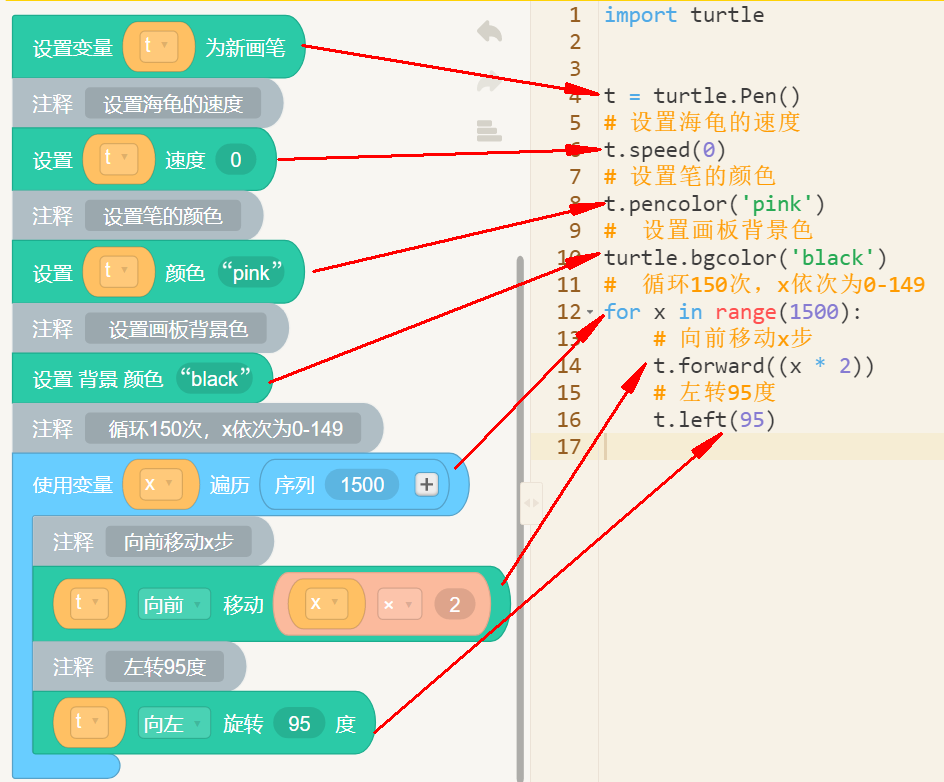 设置变量 t 为新画笔
注释 设置海龟的速度
设置 t 速度 0
注释 设置笔的颜色
设置 t 颜色 “pink”
注释 设置画板背景色
设置 背景 颜色 “black”
注释 循环150次，x依次为0-149
使用变量 x 遍历 序列 1500 +
注释 向前移动x步
t 向前 移动 x × 2
注释 左转95度
t 向左 旋转 95 度
1 import turtle
2
3
4 t = turtle.Pen()
5 # 设置海龟的速度
6 t.speed(0)
7 # 设置笔的颜色
8 t.pencolor('pink')
9 #  设置画板背景色
10 turtle.bgcolor('black')
11 #  循环150次，x依次为0-149
12 for x in range(1500):
13     # 向前移动x步
14     t.forward((x * 2))
15     # 左转95度
16     t.left(95)
17